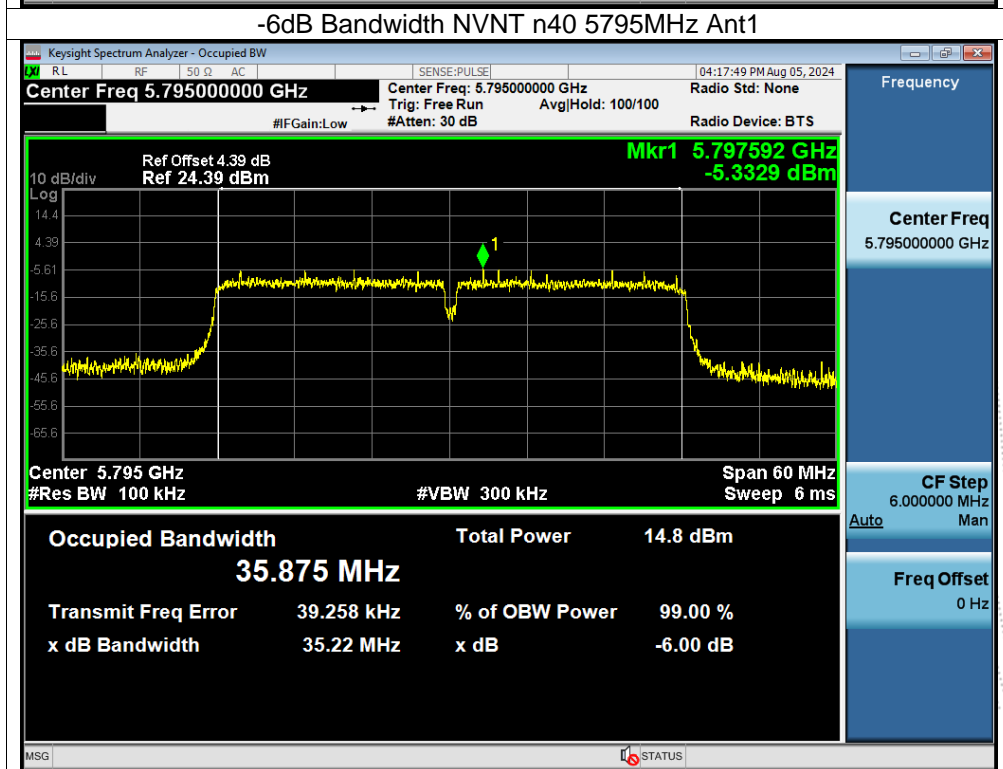 -6dB Bandwidth NVNT n40 5795MHz Ant1
Keysight Spectrum Analyzer - Occupied BW
LXI RL RF 50 Ω AC SENSE:PULSE 04:17:49 PM Aug 05, 2024
Center Freq 5.795000000 GHz
Center Freq: 5.795000000 GHz Radio Std: None
Trig: Free Run Avg|Hold: 100/100
#IFGain:Low #Atten: 30 dB Radio Device: BTS
Frequency
Mkr1 5.797592 GHz
-5.3329 dBm
Ref Offset 4.39 dB
10 dB/div Ref 24.39 dBm
Log
14.4
4.39
-5.61
-15.6
-25.6
-35.6
-45.6
-55.6
-65.6
1
Center 5.795 GHz Span 60 MHz
#Res BW 100 kHz #VBW 300 kHz Sweep 6 ms
Center Freq
5.795000000 GHz
CF Step
6.000000 MHz
Auto Man
Freq Offset
0 Hz
Occupied Bandwidth Total Power 14.8 dBm
35.875 MHz
Transmit Freq Error 39.258 kHz % of OBW Power 99.00 %
x dB Bandwidth 35.22 MHz x dB -6.00 dB
MSG STATUS